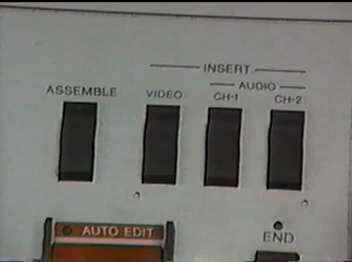 INSERT
AUDIO
ASSEMBLE VIDEO CH-1 CH-2
AUTO EDIT
END